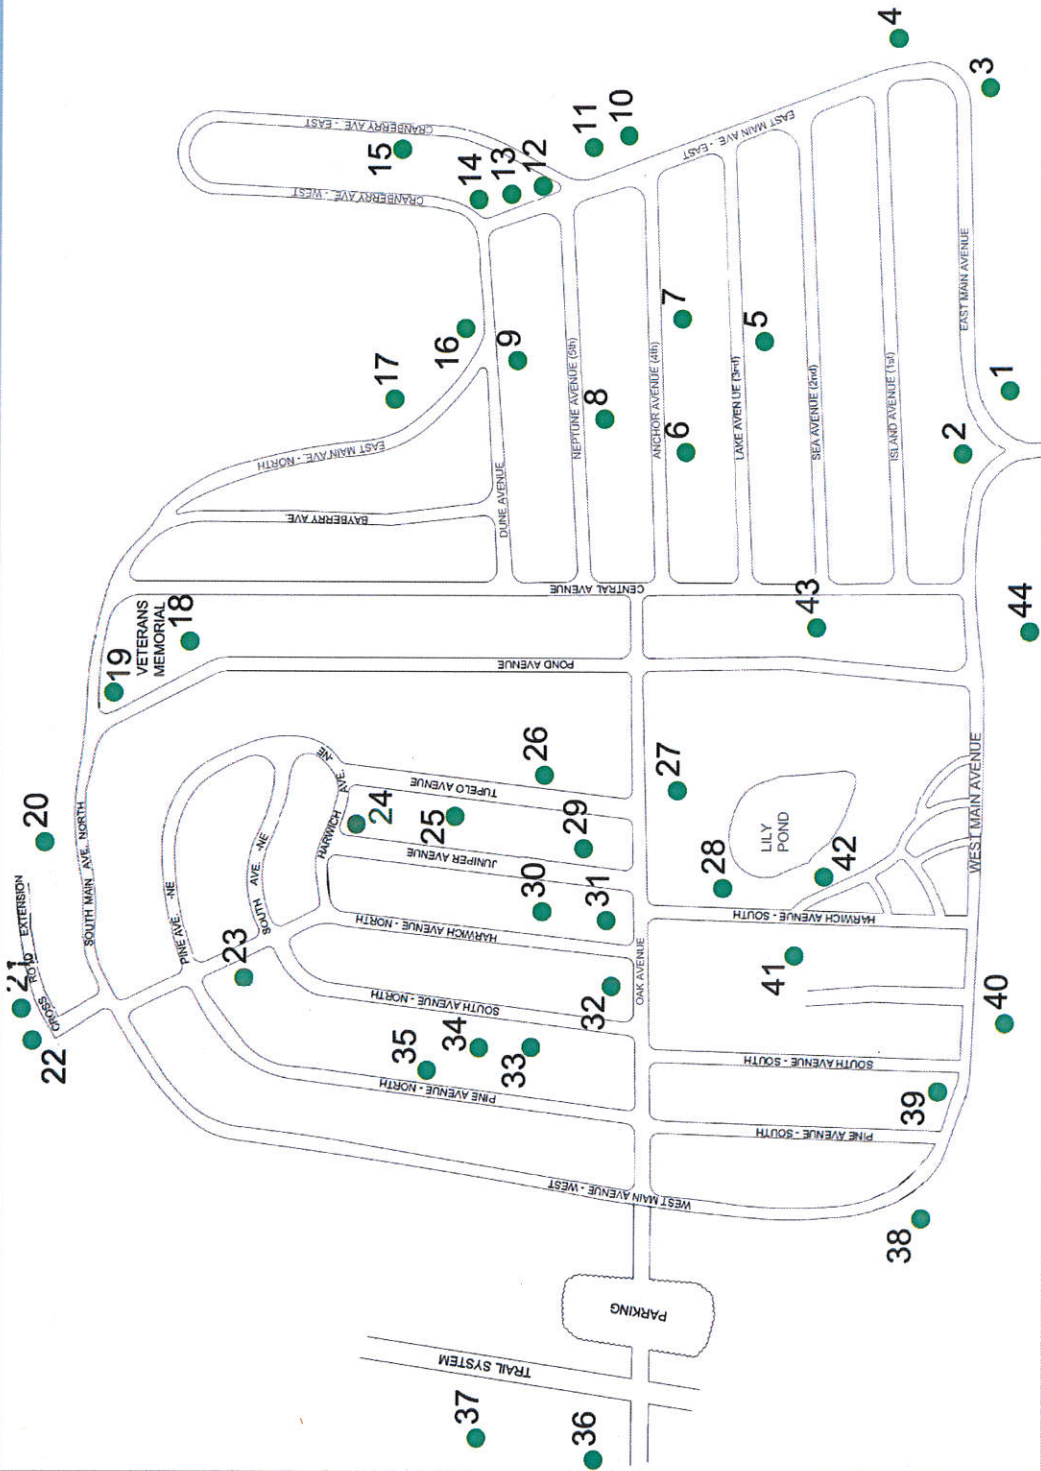 4
3
CRANBERRY AVE - EAST
15
CRANBERRY AVE. - WEST
14
13
12
11
10
EAST MAIN AVE - EAST
16
17
EAST MAIN AVE. - NORTH
9
8
7
6
5
NEPTUNE AVENUE (5th)
ANCHOR AVENUE (4th)
LAKE AVENUE (3rd)
SEA AVENUE (2nd)
ISLAND AVENUE (1st)
EAST MAIN AVENUE
1
2
DUNE AVENUE
BAYBERRY AVE.
CENTRAL AVENUE
VETERANS
MEMORIAL
18
19
43
44
POND AVENUE
20
SOUTH MAIN AVE. NORTH
CROSS ROAD EXTENSION
21
22
PINE AVE. -NE
SOUTH AVE. -NE
HARWICH AVE. -NE-
23
24
25
26
TUPELO AVENUE
JUNIPER AVENUE
29
30
31
HARWICH AVENUE - NORTH
27
28
LILY
POND
42
WEST MAIN AVENUE
HARWICH AVENUE - SOUTH
OAK AVENUE
41
40
SOUTH AVENUE - NORTH
32
33
34
35
PINE AVENUE - NORTH
SOUTH AVENUE - SOUTH
39
PINE AVENUE - SOUTH
WEST MAIN AVENUE - WEST
38
PARKING
TRAIL SYSTEM
37
36